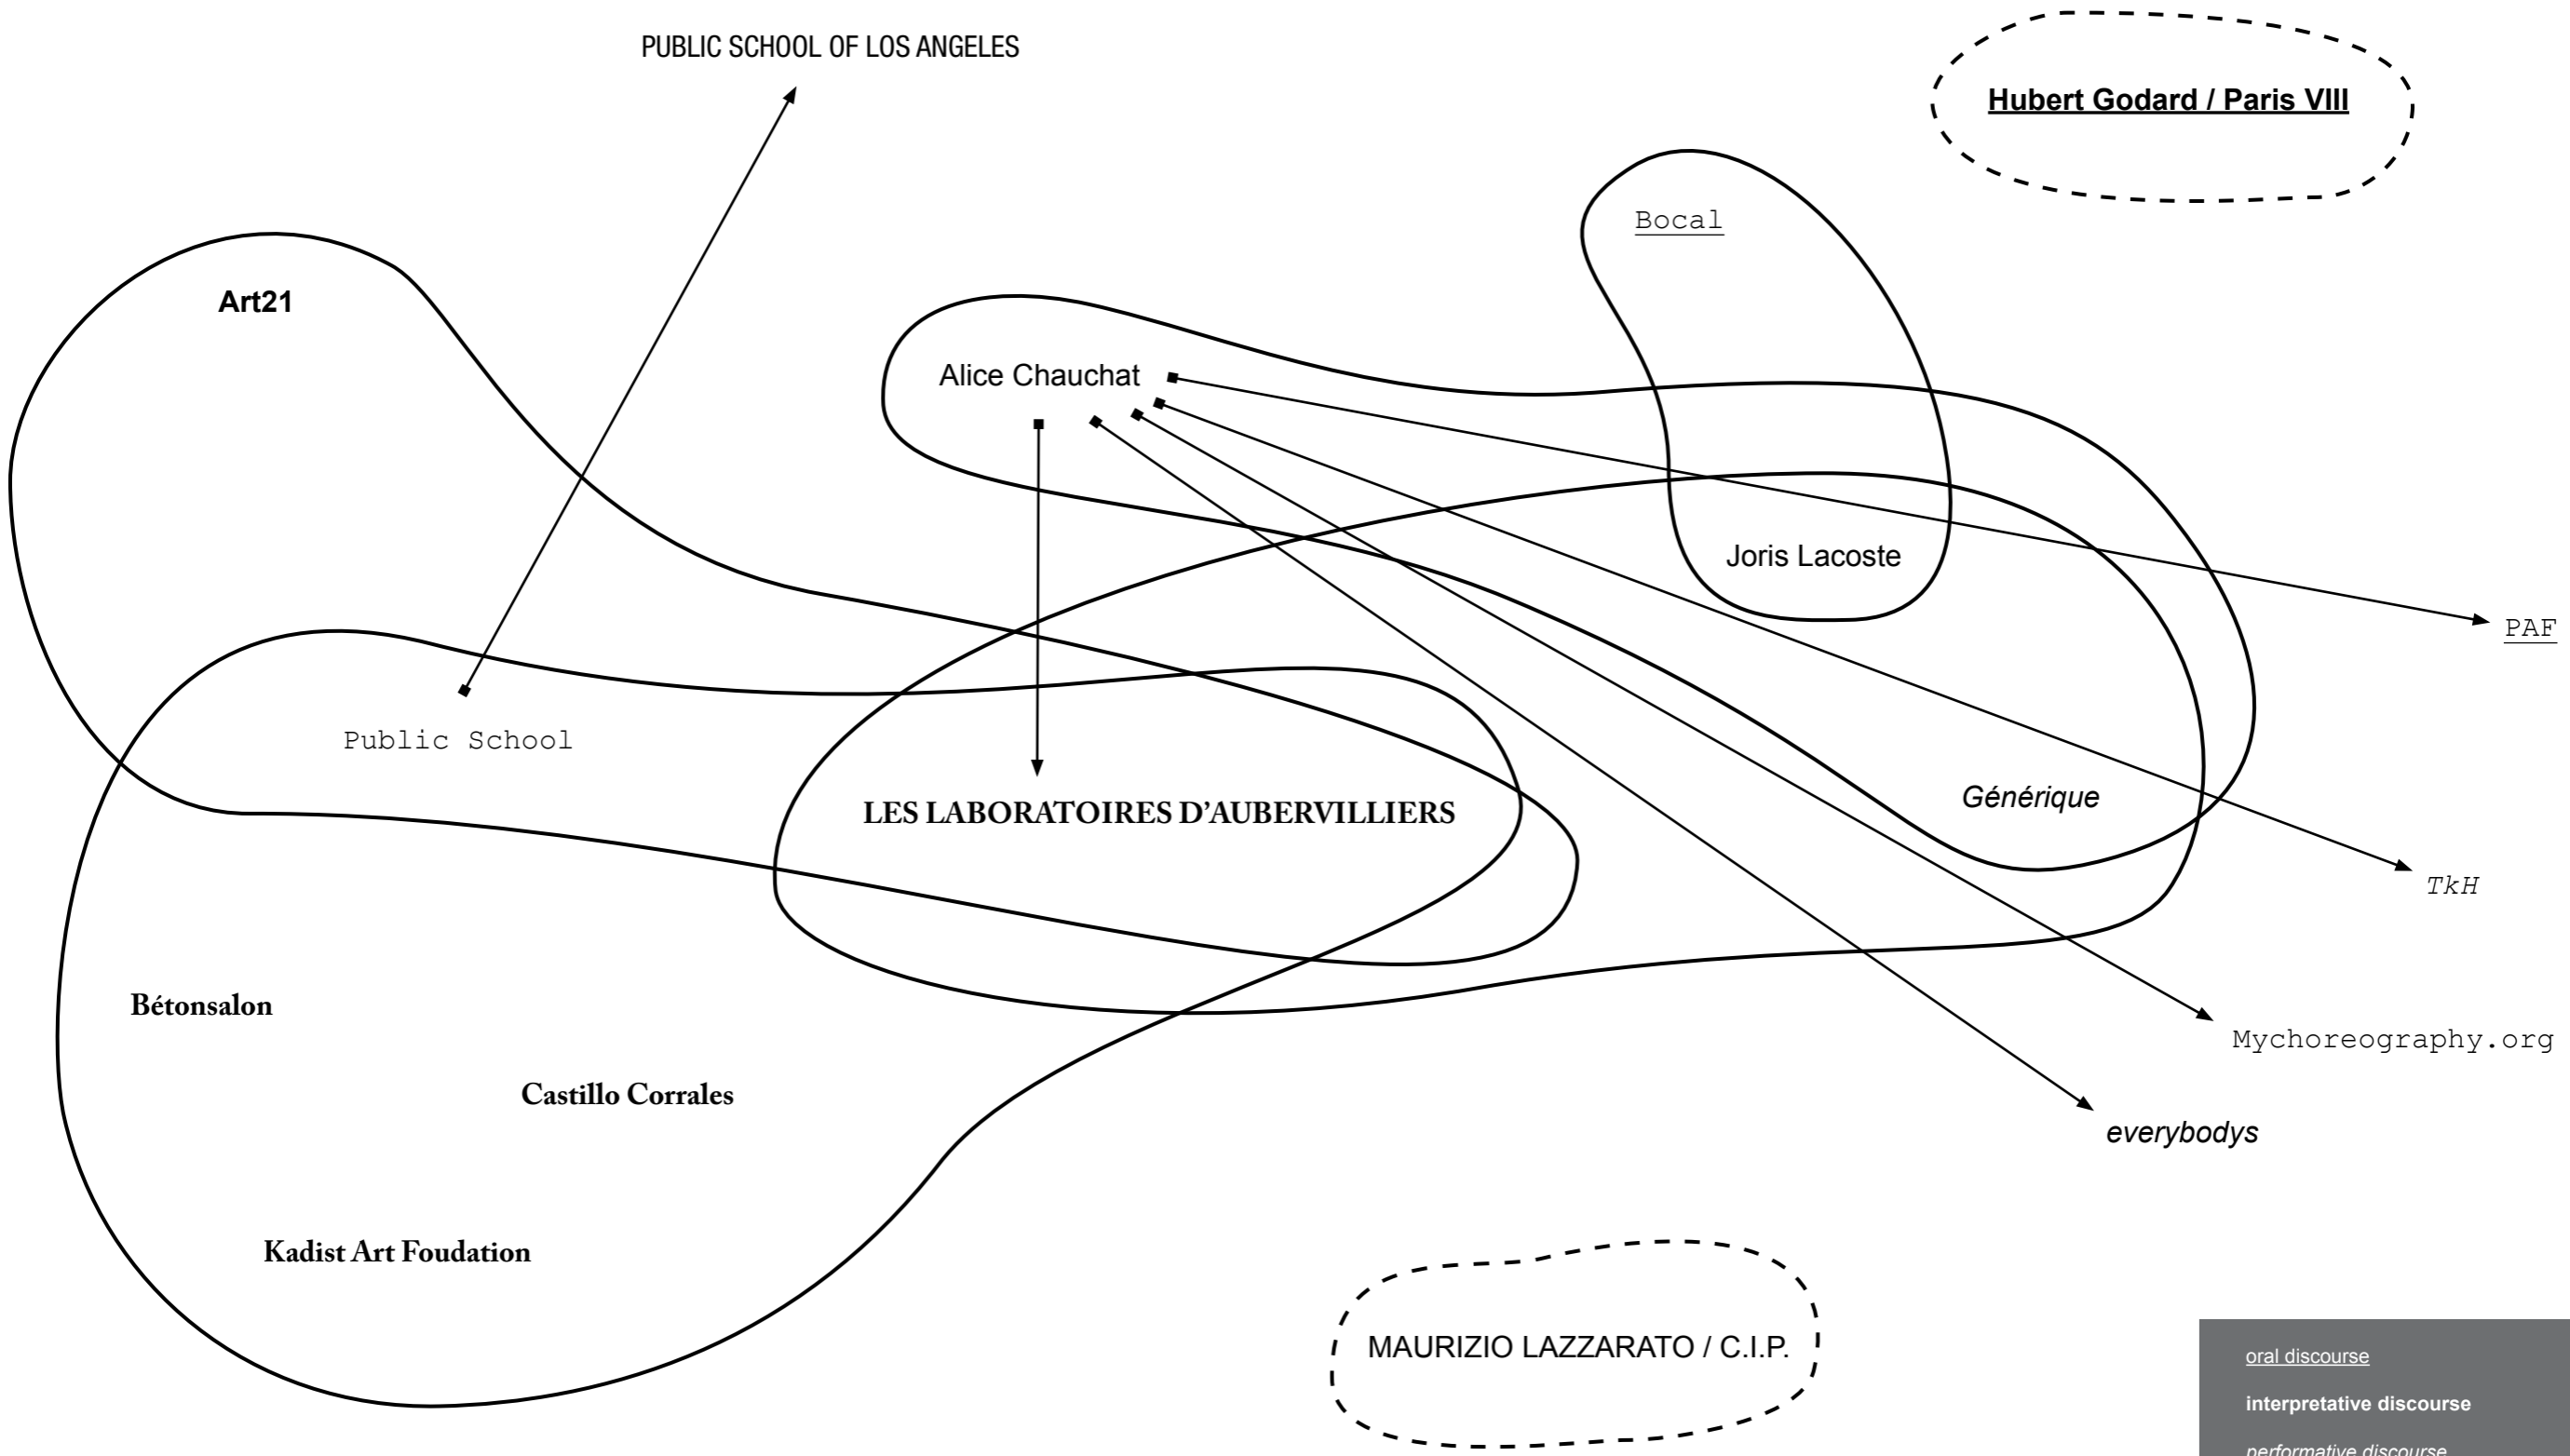 PUBLIC SCHOOL OF LOS ANGELES
Hubert Godard / Paris VIII
Bocal
Art21
Alice Chauchat
Joris Lacoste
PAF
Public School
Générique
LES LABORATOIRES D'AUBERVILLIERS
TkH
Bétonsalon
Mychoreography.org
Castillo Corrales
everybodys
Kadist Art Foudation
MAURIZIO LAZZARATO / C.I.P.
oral discourse
interpretative discourse
performative discourse